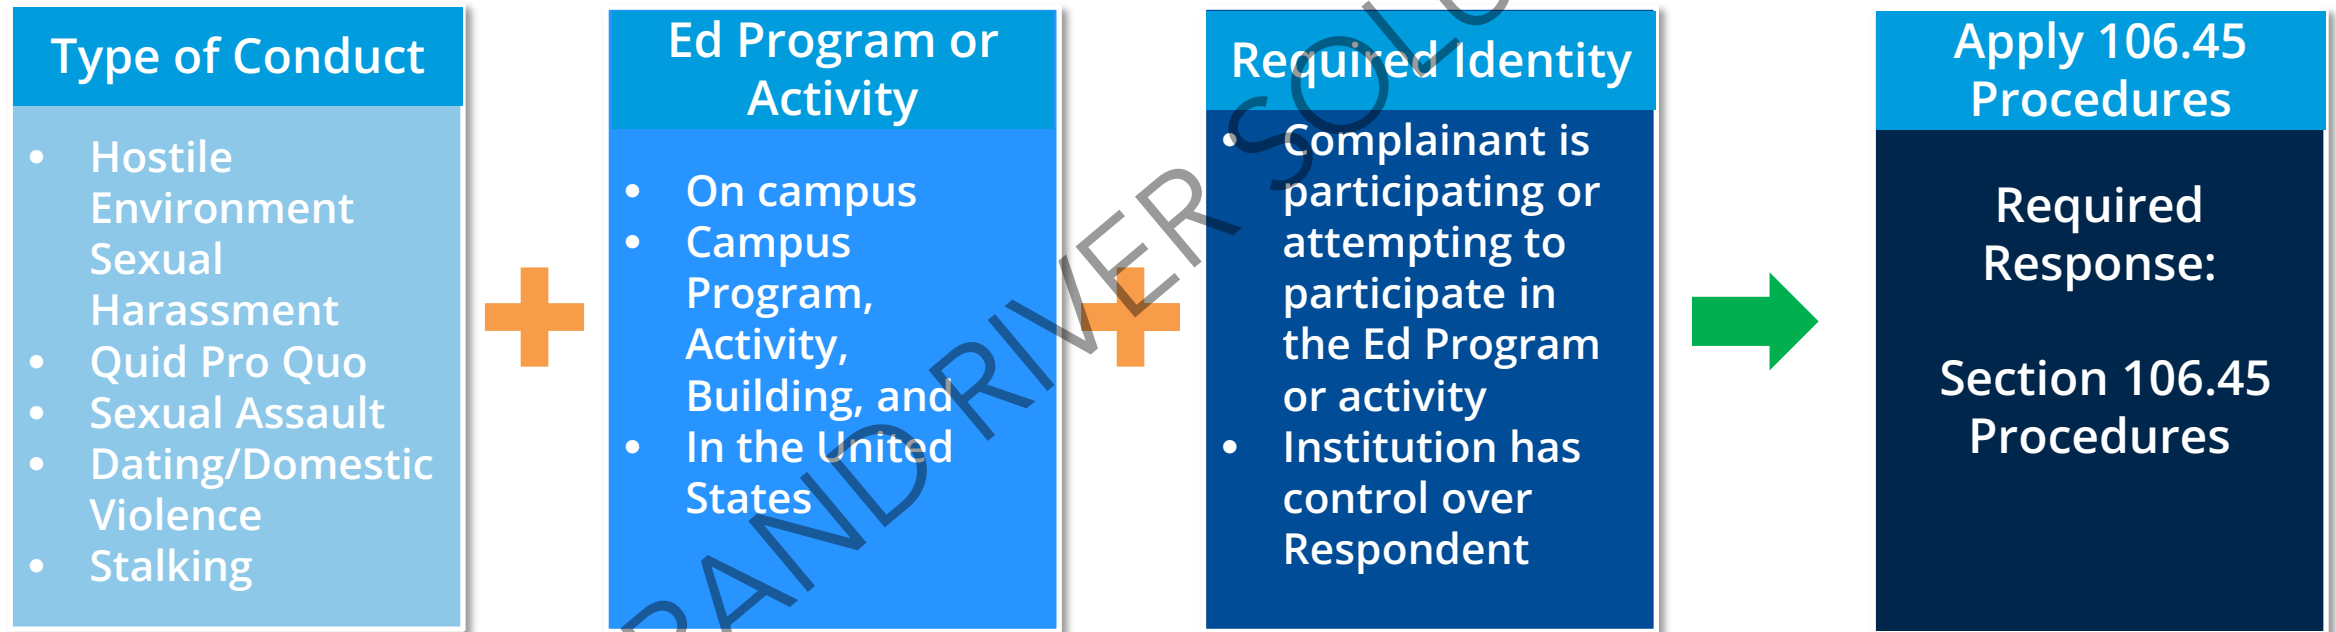 Type of Conduct
• Hostile
Environment
Sexual
Harassment
• Quid Pro Quo
• Sexual Assault
• Dating/Domestic
Violence
• Stalking
Ed Program or
Activity
• On campus
• Campus
Program,
Activity,
Building, and
• In the United
States
Required Identity
• Complainant is
participating or
attempting to
participate in
the Ed Program
or activity
• Institution has
control over
Respondent
Apply 106.45
Procedures
Required
Response:
Section 106.45
Procedures
RAND RIVER